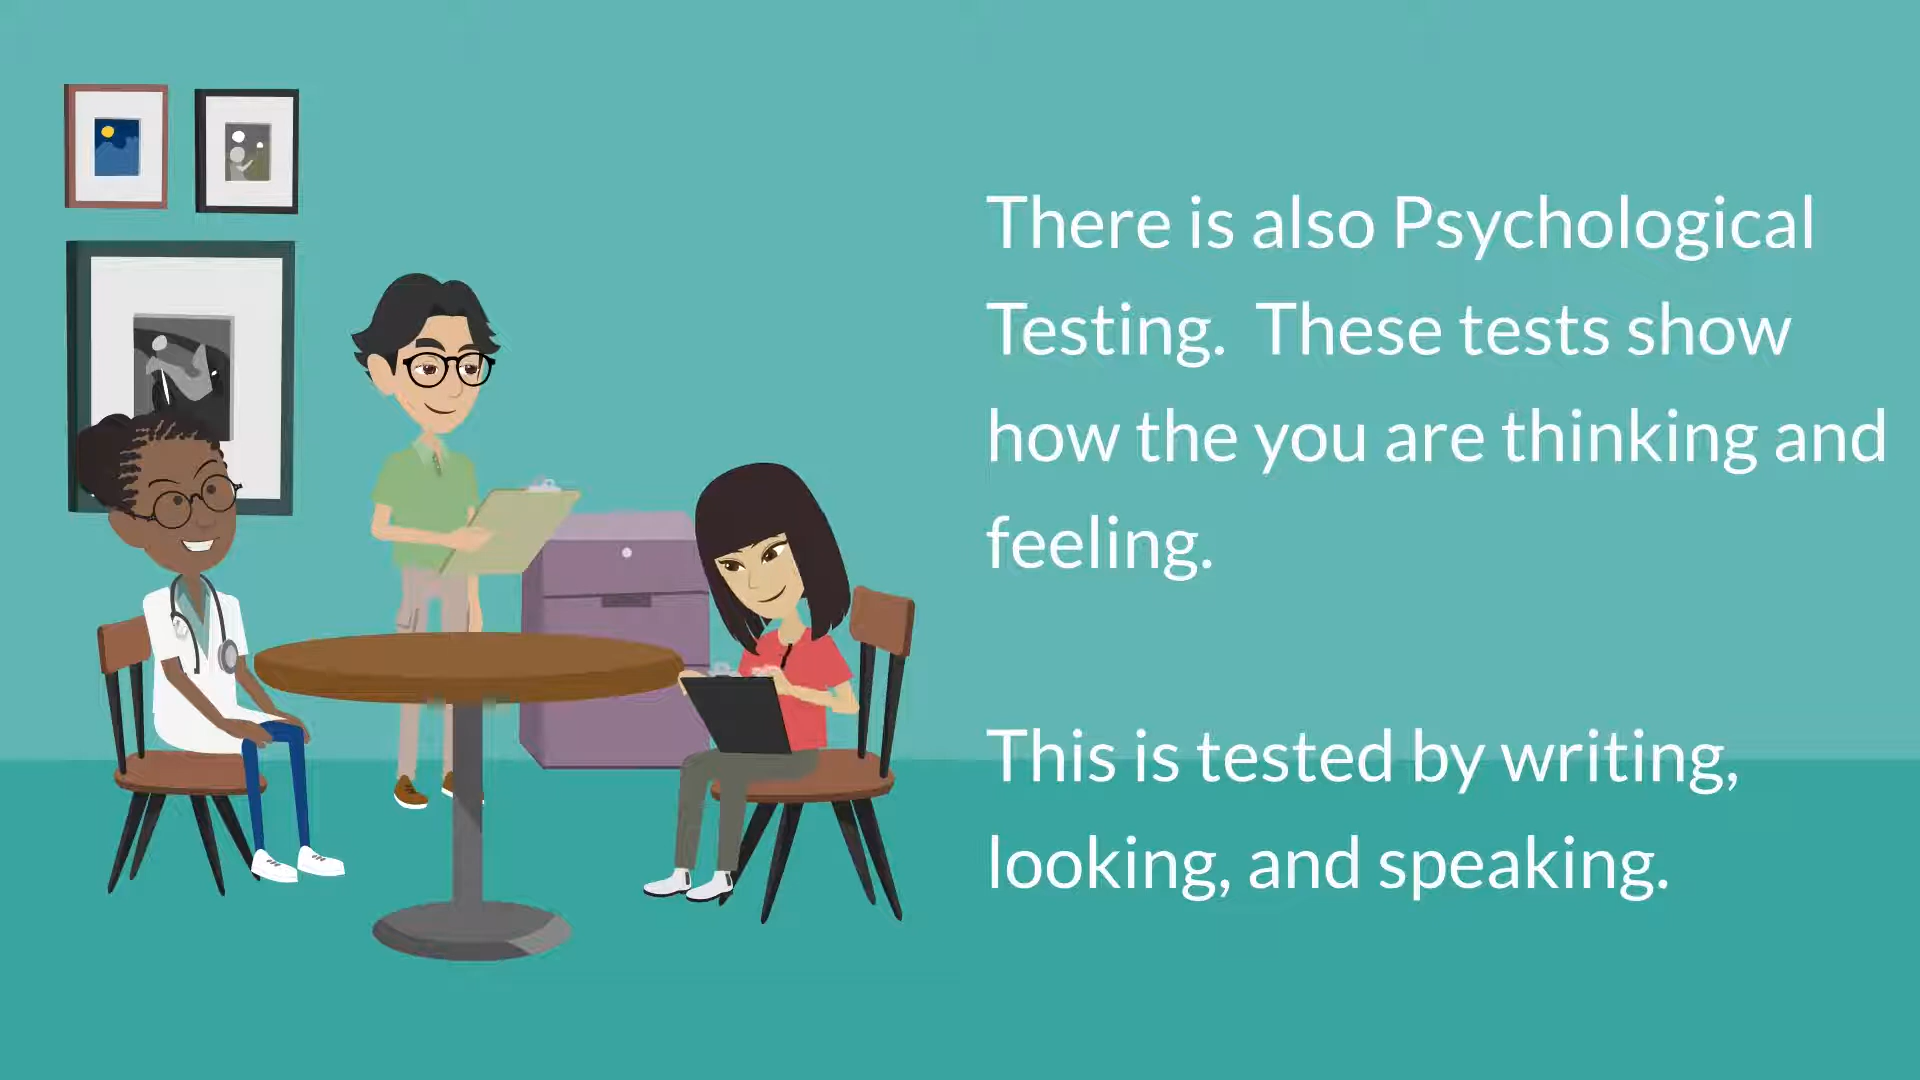 There is also Psychological
Testing.  These tests show
how the you are thinking and
feeling.
This is tested by writing,
looking, and speaking.